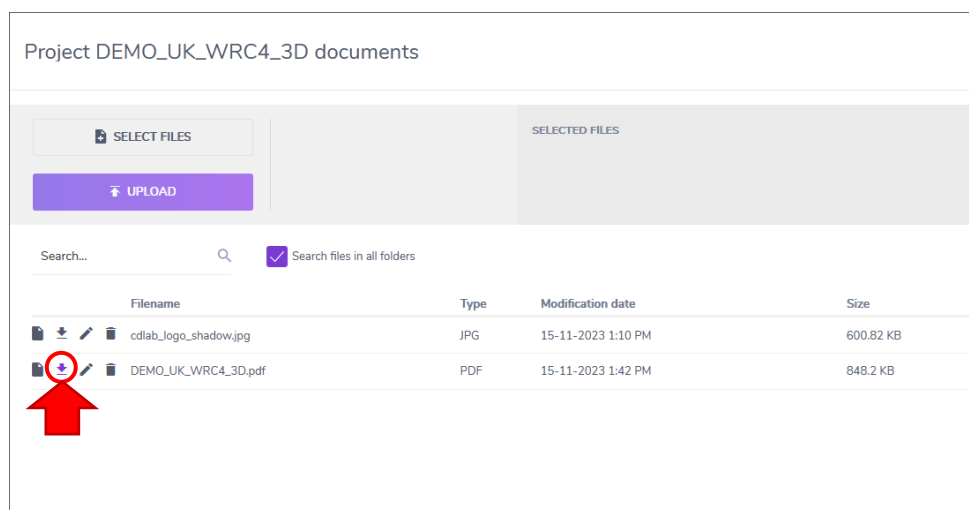 Project DEMO_UK_WRC4_3D documents
SELECT FILES
SELECTED FILES
UPLOAD
Search...
Search files in all folders
Filename Type Modification date Size
cdlab_logo_shadow.jpg JPG 15-11-2023 1:10 PM 600.82 KB
DEMO_UK_WRC4_3D.pdf PDF 15-11-2023 1:42 PM 848.2 KB